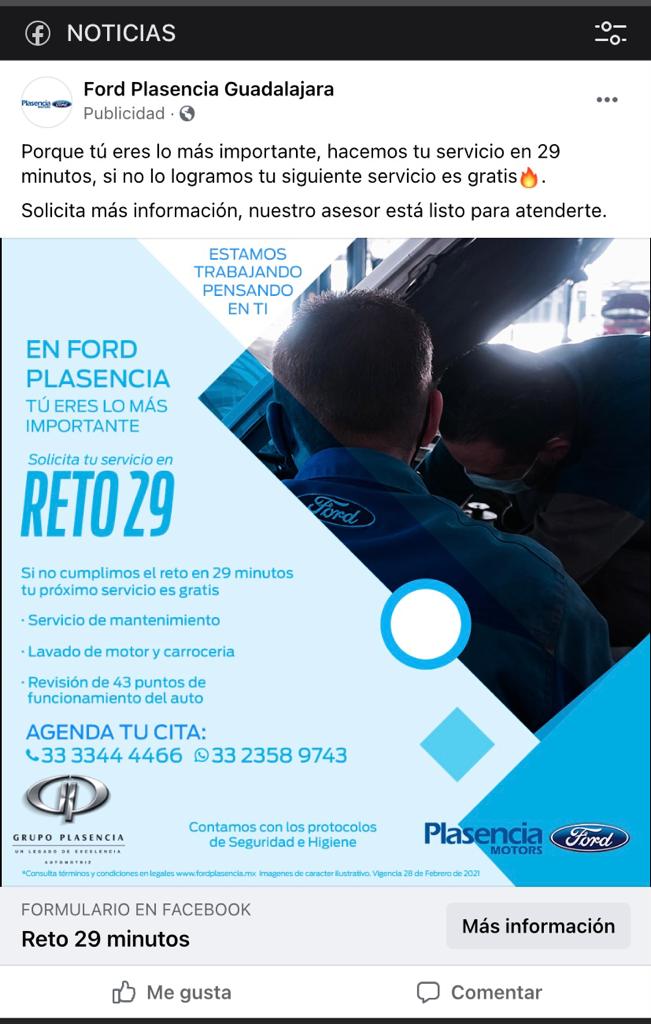 NOTICIAS
Ford Plasencia Guadalajara
Publicidad ·
Porque tú eres lo más importante, hacemos tu servicio en 29
minutos, si no lo logramos tu siguiente servicio es gratis🔥.
Solicita más información, nuestro asesor está listo para atenderte.
ESTAMOS
TRABAJANDO
PENSANDO
EN TI
EN FORD
PLASENCIA
TÚ ERES LO MÁS
IMPORTANTE
Solicita tu servicio en
RETO 29
Ford
Si no cumplimos el reto en 29 minutos
tu próximo servicio es gratis
· Servicio de mantenimiento
· Lavado de motor y carroceria
· Revisión de 43 puntos de
funcionamiento del auto
AGENDA TU CITA:
33 3344 4466 33 2358 9743
GRUPO PLASENCIA
UN LEGADO DE EXCELENCIA
AUTOMOTRIZ
Contamos con los protocolos
de Seguridad e Higiene
Plasencia
MOTORS
Ford
*Consulta términos y condiciones en legales www.fordplasencia.mx Imagenes de caracter ilustrativo. Vigencia 28 de Febrero de 2021
FORMULARIO EN FACEBOOK
Reto 29 minutos
Más información
Me gusta
Comentar